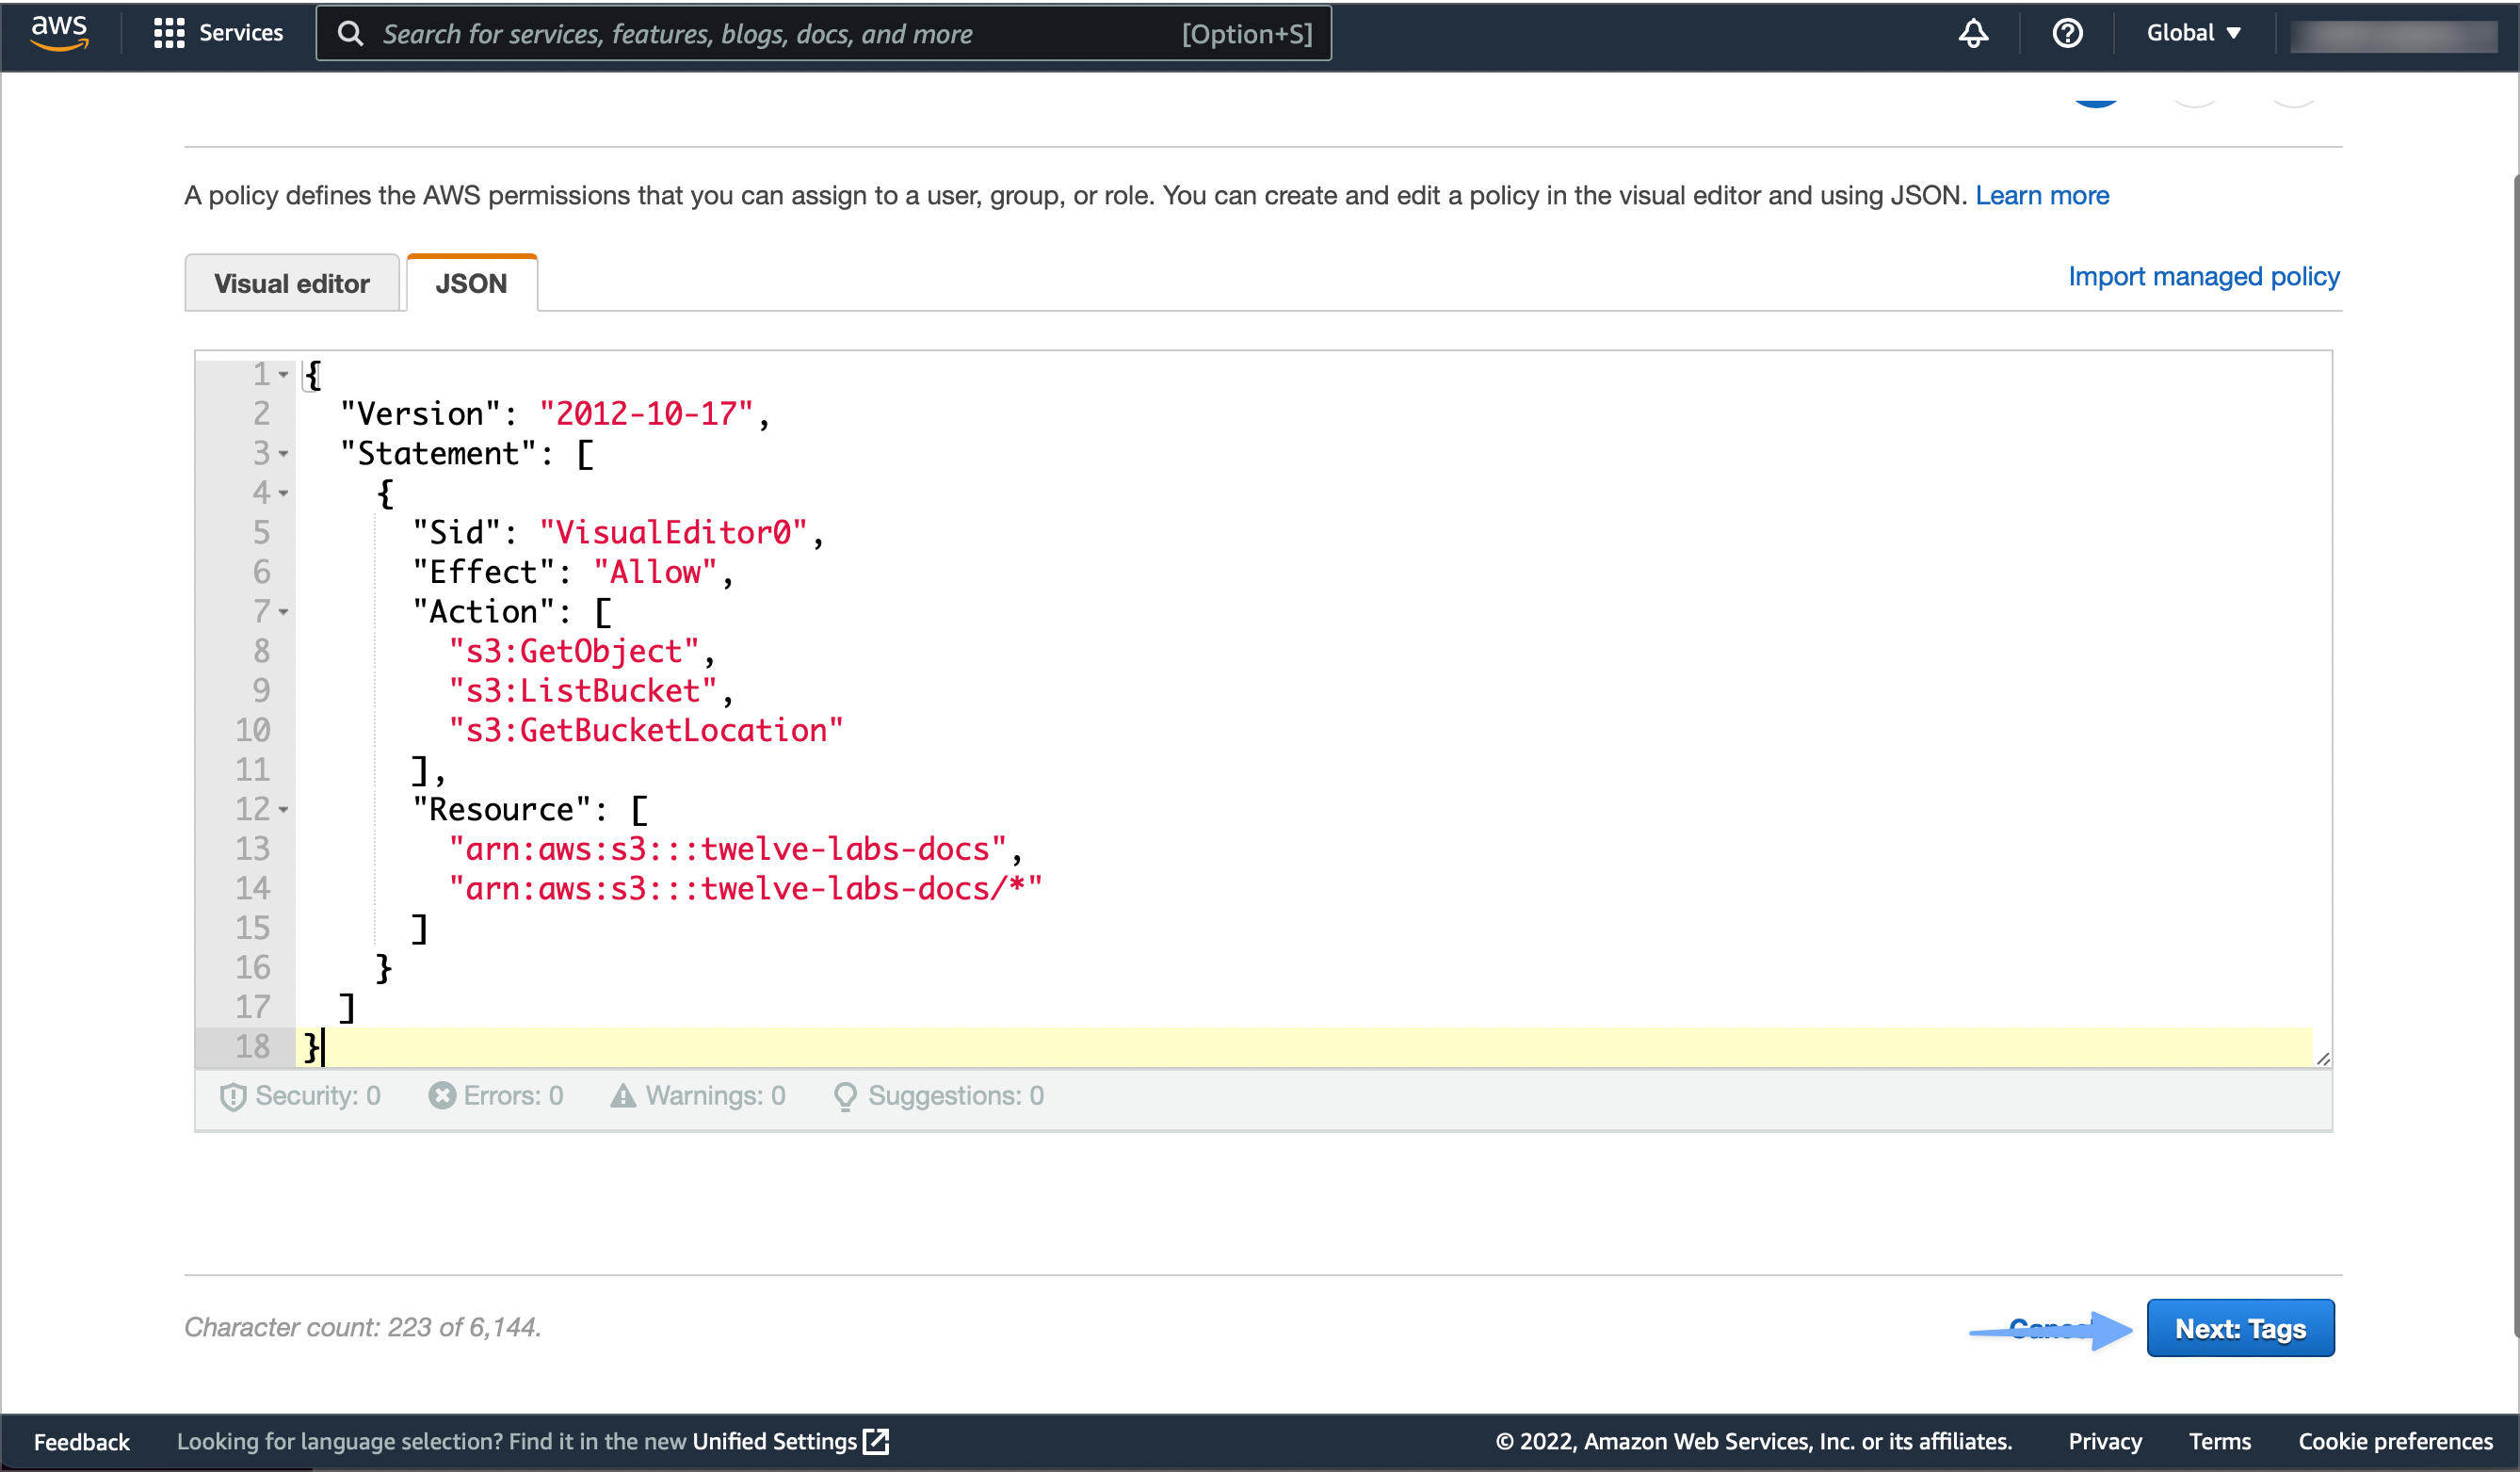 aws Services Search for services, features, blogs, docs, and more [Option+S] Global
A policy defines the AWS permissions that you can assign to a user, group, or role. You can create and edit a policy in the visual editor and using JSON. Learn more
Visual editor JSON Import managed policy
1 {
2 "Version": "2012-10-17",
3 "Statement": [
4 {
5 "Sid": "VisualEditor0",
6 "Effect": "Allow",
7 "Action": [
8 "s3:GetObject",
9 "s3:ListBucket",
10 "s3:GetBucketLocation"
11 ],
12 "Resource": [
13 "arn:aws:s3:::twelve-labs-docs",
14 "arn:aws:s3:::twelve-labs-docs/*"
15 ]
16 }
17 ]
18 }
Security: 0 Errors: 0 Warnings: 0 Suggestions: 0
Character count: 223 of 6,144. Cancel Next: Tags
Feedback Looking for language selection? Find it in the new Unified Settings © 2022, Amazon Web Services, Inc. or its affiliates. Privacy Terms Cookie preferences